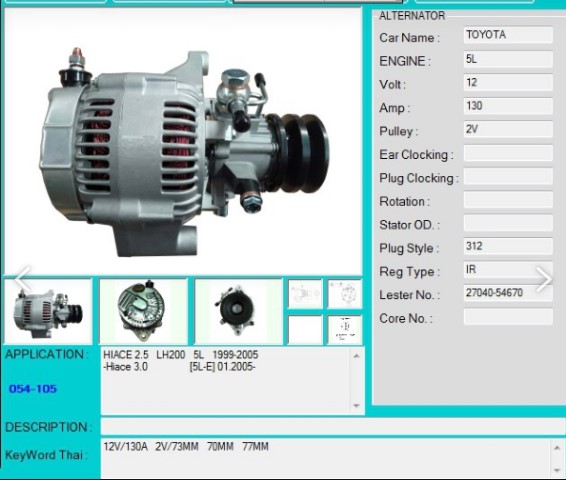 ALTERNATOR
Car Name : TOYOTA
ENGINE : 5L
Volt : 12
Amp : 130
Pulley : 2V
Ear Clocking :
Plug Clocking :
Rotation :
Stator OD. :
Plug Style : 312
Reg Type : IR
Lester No. : 27040-54670
Core No. :
APPLICATION : HIACE 2.5 LH200 5L 1999-2005
-Hiace 3.0 [5L-E] 01.2005-
054-105
DESCRIPTION :
KeyWord Thai : 12V/130A 2V/73MM 70MM 77MM